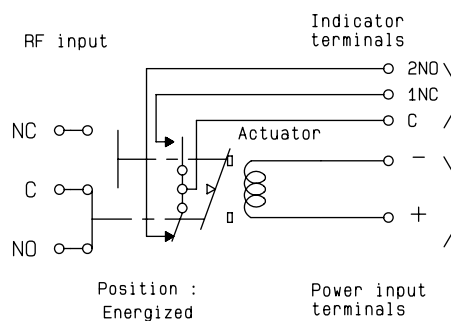 Indicator
terminals
RF input
2NO
1NC
C
Actuator
NC
C
NO
-
+
Position :
Energized
Power input
terminals